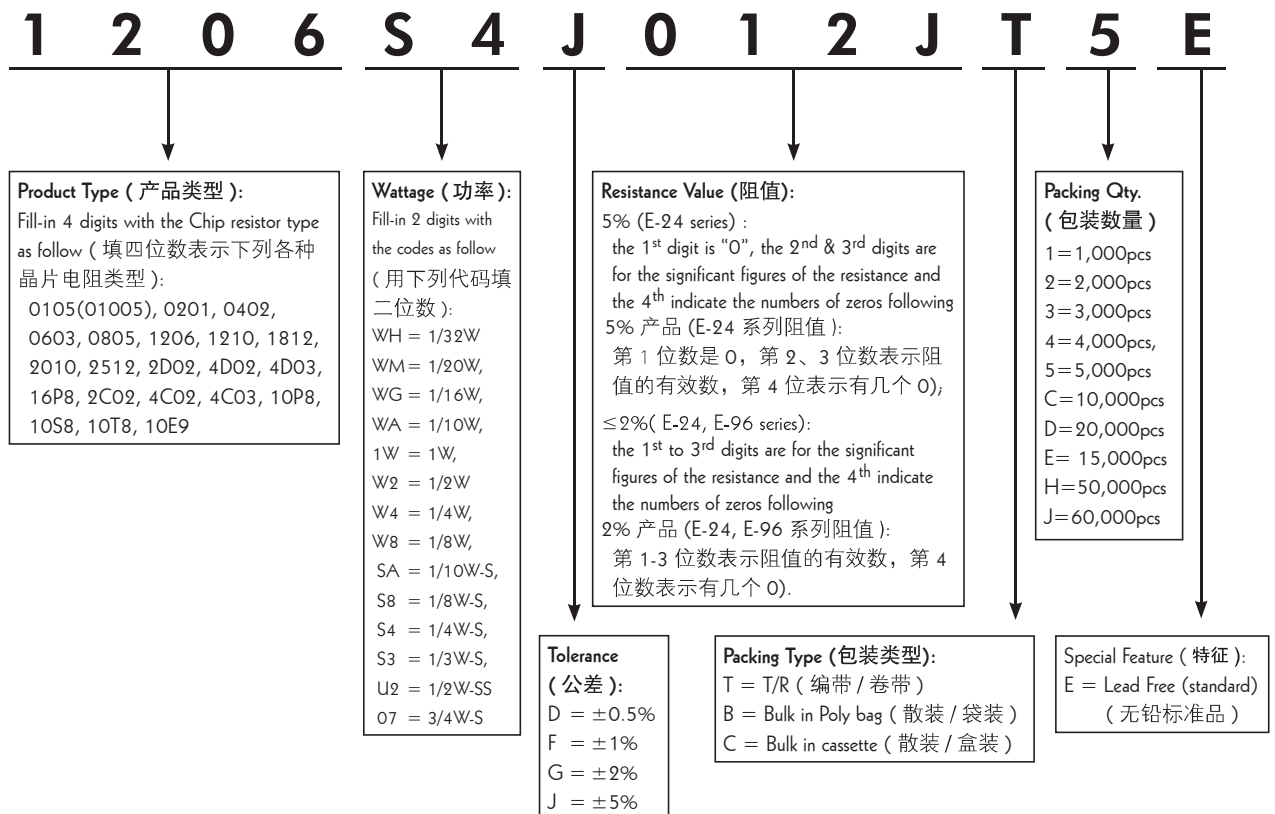 1 2 0 6 S 4 J 0 1 2 J T 5 E
Product Type ( 产品类型 ):
Fill-in 4 digits with the Chip resistor type
as follow ( 填四位数表示下列各种
晶片电阻类型 ):
0105(01005), 0201, 0402,
0603, 0805, 1206, 1210, 1812,
2010, 2512, 2D02, 4D02, 4D03,
16P8, 2C02, 4C02, 4C03, 10P8,
10S8, 10T8, 10E9
Wattage ( 功率 ):
Fill-in 2 digits with
the codes as follow
( 用下列代码填
二位数 ):
WH = 1/32W
WM = 1/20W,
WG = 1/16W,
WA = 1/10W,
1W = 1W,
W2 = 1/2W
W4 = 1/4W,
W8 = 1/8W,
SA = 1/10W-S,
S8 = 1/8W-S,
S4 = 1/4W-S,
S3 = 1/3W-S,
U2 = 1/2W-SS
07 = 3/4W-S
Resistance Value (阻值):
5% (E-24 series) :
the 1st digit is “0”, the 2nd & 3rd digits are
for the significant figures of the resistance and
the 4th indicate the numbers of zeros following
5% 产品 (E-24 系列阻值 ):
第 1 位数是 0，第 2、3 位数表示阻
值的有效数，第 4 位表示有几个 0);
≤2%( E-24, E-96 series):
the 1st to 3rd digits are for the significant
figures of the resistance and the 4th indicate
the numbers of zeros following
2% 产品 (E-24, E-96 系列阻值 ):
第 1-3 位数表示阻值的有效数，第 4
位数表示有几个 0).
Packing Qty.
( 包装数量 )
1=1,000pcs
2=2,000pcs
3=3,000pcs
4=4,000pcs,
5=5,000pcs
C=10,000pcs
D=20,000pcs
E= 15,000pcs
H=50,000pcs
J=60,000pcs
Tolerance
( 公差 ):
D = ±0.5%
F = ±1%
G = ±2%
J = ±5%
Packing Type (包装类型):
T = T/R ( 编带 / 卷带 )
B = Bulk in Poly bag ( 散装 / 袋装 )
C = Bulk in cassette ( 散装 / 盒装 )
Special Feature ( 特征 ):
E = Lead Free (standard)
( 无铅标准品 )